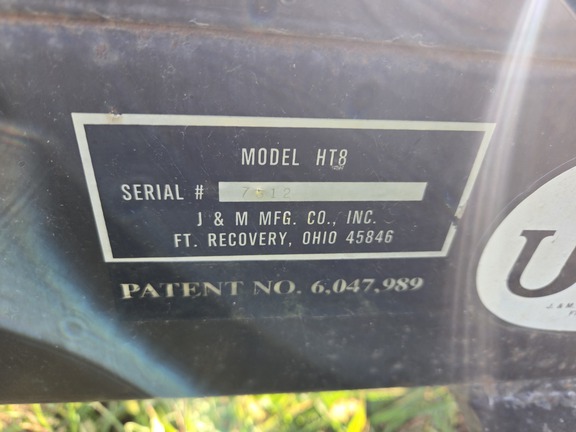 MODEL HT8
SERIAL #
J & M MFG. CO., INC.
FT. RECOVERY, OHIO 45846
PATENT NO. 6,047,989
U
J. & M.